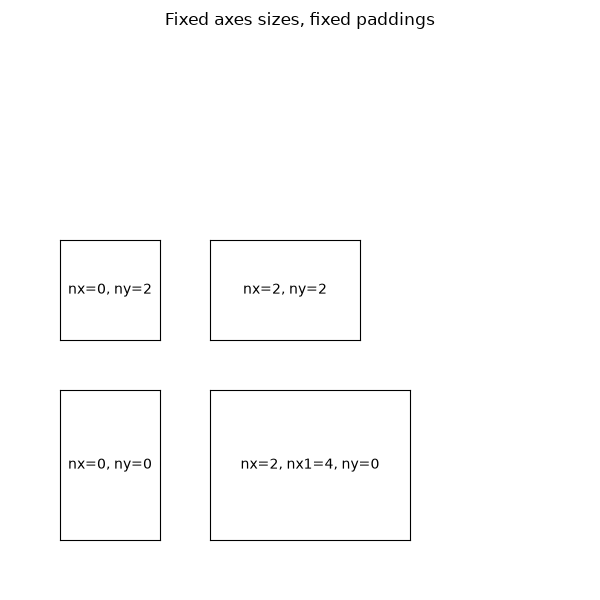 Fixed axes sizes, fixed paddings
nx=0, ny=2
nx=2, ny=2
nx=0, ny=0
nx=2, nx1=4, ny=0